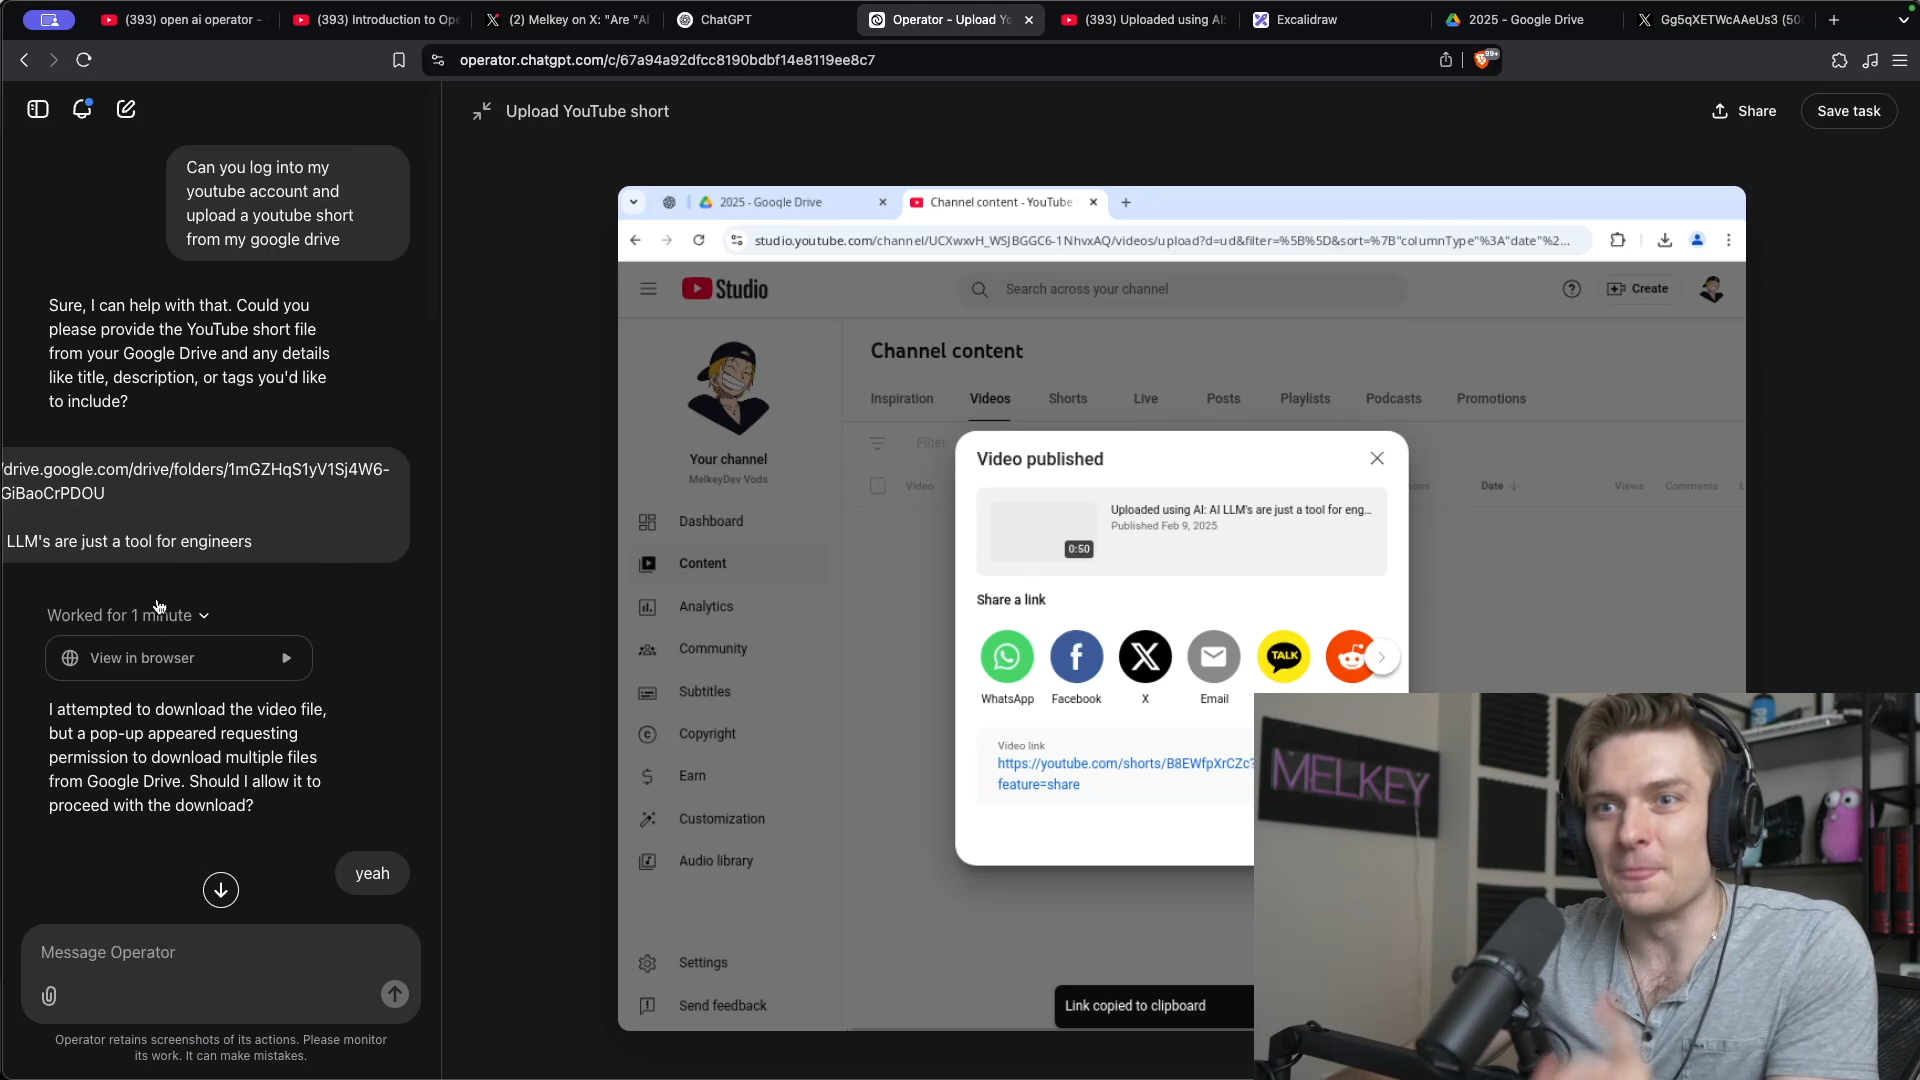 (393) open ai operator -
(393) Introduction to Ope
(2) Melkey on X: "Are "AI
ChatGPT
Operator - Upload Yo
(393) Uploaded using AI:
Excalidraw
2025 - Google Drive
Gg5qXETWcAAeUs3 (500
operator.chatgpt.com/c/67a94a92dfcc8190bdbf14e8119ee8c7
99+
Upload YouTube short
Share
Save task
Can you log into my
youtube account and
upload a youtube short
from my google drive
Sure, I can help with that. Could you
please provide the YouTube short file
from your Google Drive and any details
like title, description, or tags you'd like
to include?
/drive.google.com/drive/folders/1mGZHqS1yV1Sj4W6-
GiBaoCrPDOU
LLM's are just a tool for engineers
Worked for 1 minute
View in browser
I attempted to download the video file,
but a pop-up appeared requesting
permission to download multiple files
from Google Drive. Should I allow it to
proceed with the download?
yeah
Message Operator
Operator retains screenshots of its actions. Please monitor
its work. It can make mistakes.
2025 - Google Drive
Channel content - YouTube
studio.youtube.com/channel/UCXwxvH_WSJBGGC6-1NhvxAQ/videos/upload?d=ud&filter=%5B%5D&sort=%7B"columnType"%3A"date"%2...
Studio
Search across your channel
Create
Your channel
MelkeyDev Vods
Dashboard
Content
Analytics
Community
Subtitles
Copyright
Earn
Customization
Audio library
Settings
Send feedback
Channel content
Inspiration
Videos
Shorts
Live
Posts
Playlists
Podcasts
Promotions
Filter
Video
Date
Views
Comments
Video published
0:50
Uploaded using AI: AI LLM's are just a tool for eng...
Published Feb 9, 2025
Share a link
TALK
WhatsApp
Facebook
X
Email
Video link
https://youtube.com/shorts/B8EWfpXrCZc?
feature=share
Link copied to clipboard
MELKEY